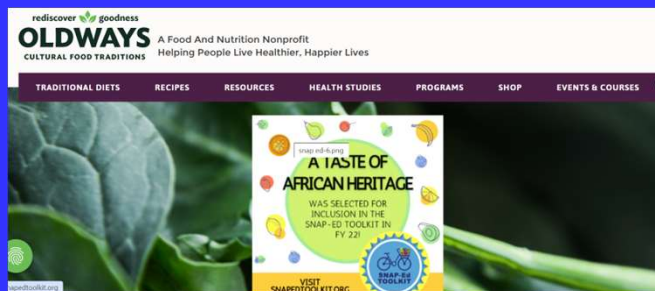 rediscover goodness
OLDWAYS
CULTURAL FOOD TRADITIONS
A Food And Nutrition Nonprofit
Helping People Live Healthier, Happier Lives
TRADITIONAL DIETS RECIPES RESOURCES HEALTH STUDIES PROGRAMS SHOP EVENTS & COURSES
snap ed-6.png
A TASTE OF
AFRICAN HERITAGE
WAS SELECTED FOR
INCLUSION IN THE
SNAP-ED TOOLKIT IN
FY 22!
SNAP-Ed
TOOLKIT
VISIT
SNAPEDTOOLKIT.ORG
snapedtoolkit.org